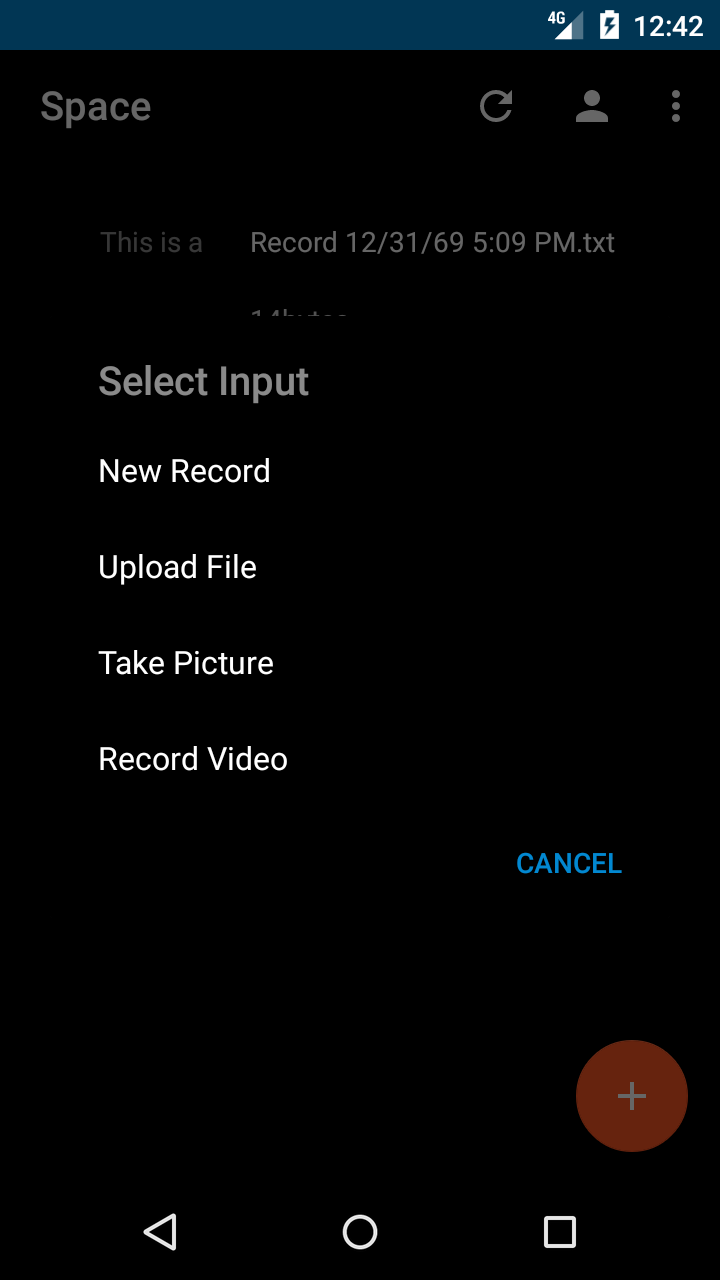 4G 12:42
Space
This is a Record 12/31/69 5:09 PM.txt
14bytes
Select Input
New Record
Upload File
Take Picture
Record Video
CANCEL